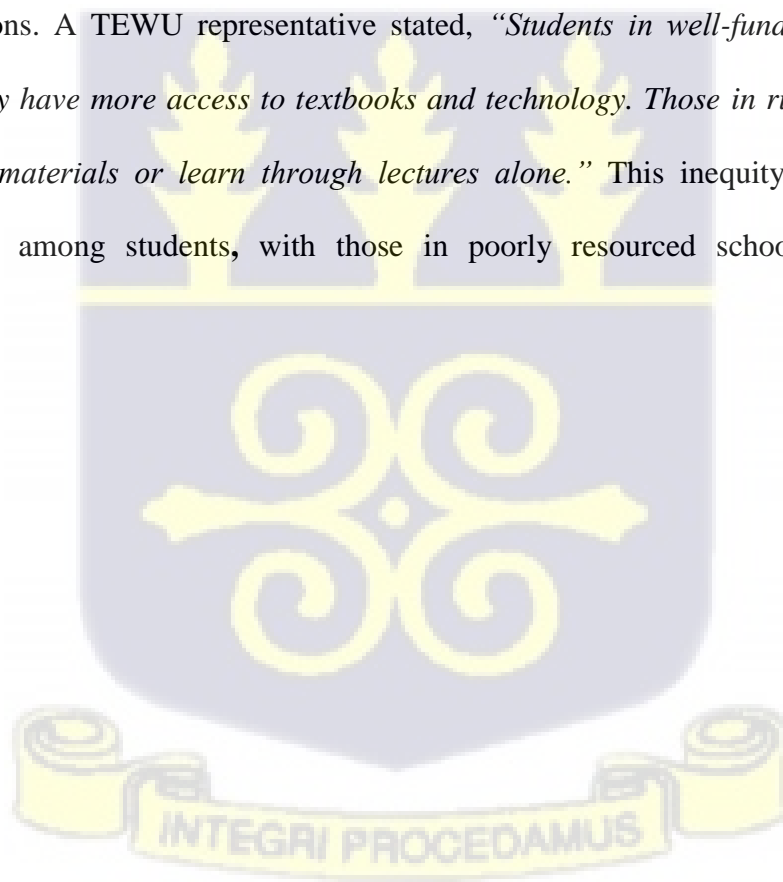 ons. A TEWU representative stated, “Students in well-fund
y have more access to textbooks and technology. Those in ru
materials or learn through lectures alone.” This inequity
among students, with those in poorly resourced schoo
INTEGRI PROCEDAMUS